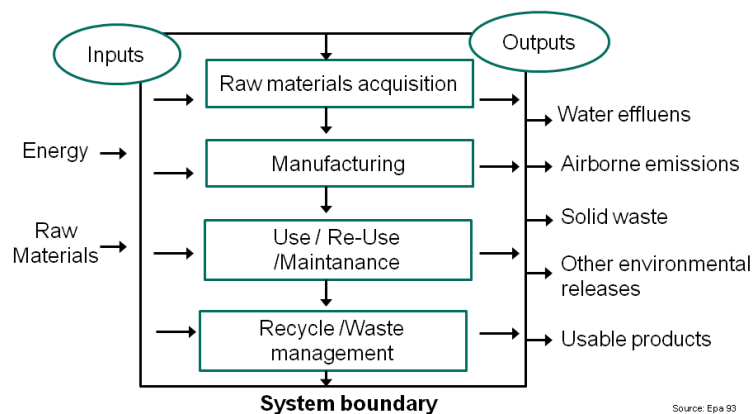 Inputs
Outputs
Raw materials acquisition
Water effluens
Energy
Manufacturing
Airborne emissions
Raw
Materials
Use / Re-Use
/Maintanance
Solid waste
Other environmental
releases
Recycle /Waste
management
Usable products
System boundary
Source: Epa 93